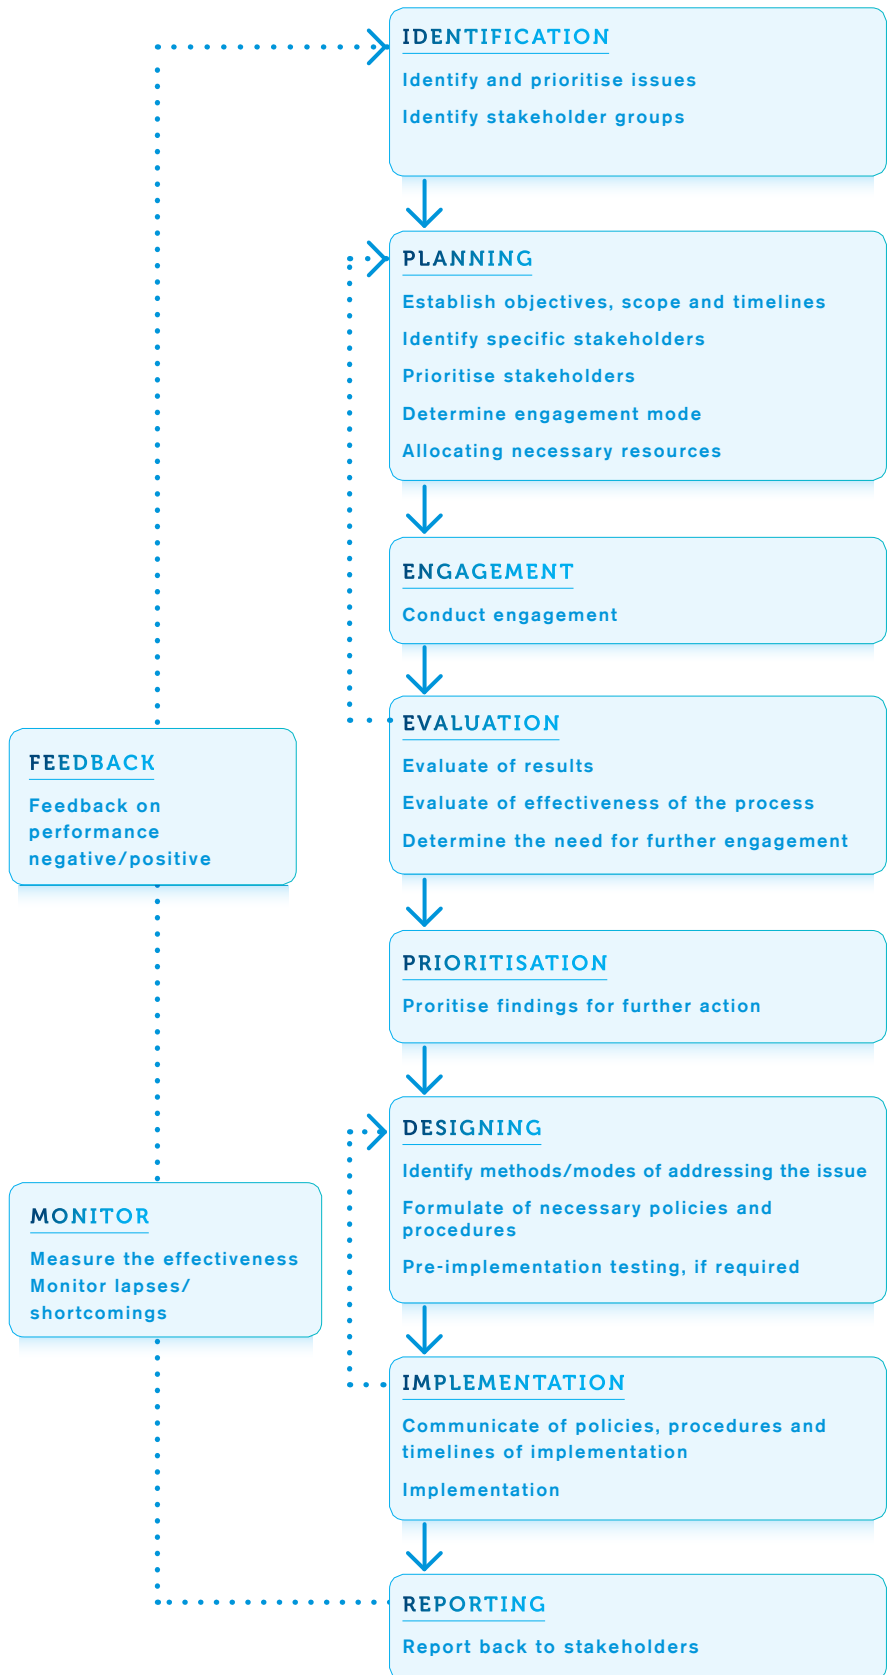 IDENTIFICATION
Identify and prioritise issues
Identify stakeholder groups
PLANNING
Establish objectives, scope and timelines
Identify specific stakeholders
Prioritise stakeholders
Determine engagement mode
Allocating necessary resources
ENGAGEMENT
Conduct engagement
EVALUATION
Evaluate of results
Evaluate of effectiveness of the process
Determine the need for further engagement
FEEDBACK
Feedback on
performance
negative/positive
PRIORITISATION
Proritise findings for further action
DESIGNING
Identify methods/modes of addressing the issue
Formulate of necessary policies and
procedures
Pre-implementation testing, if required
MONITOR
Measure the effectiveness
Monitor lapses/
shortcomings
IMPLEMENTATION
Communicate of policies, procedures and
timelines of implementation
Implementation
REPORTING
Report back to stakeholders